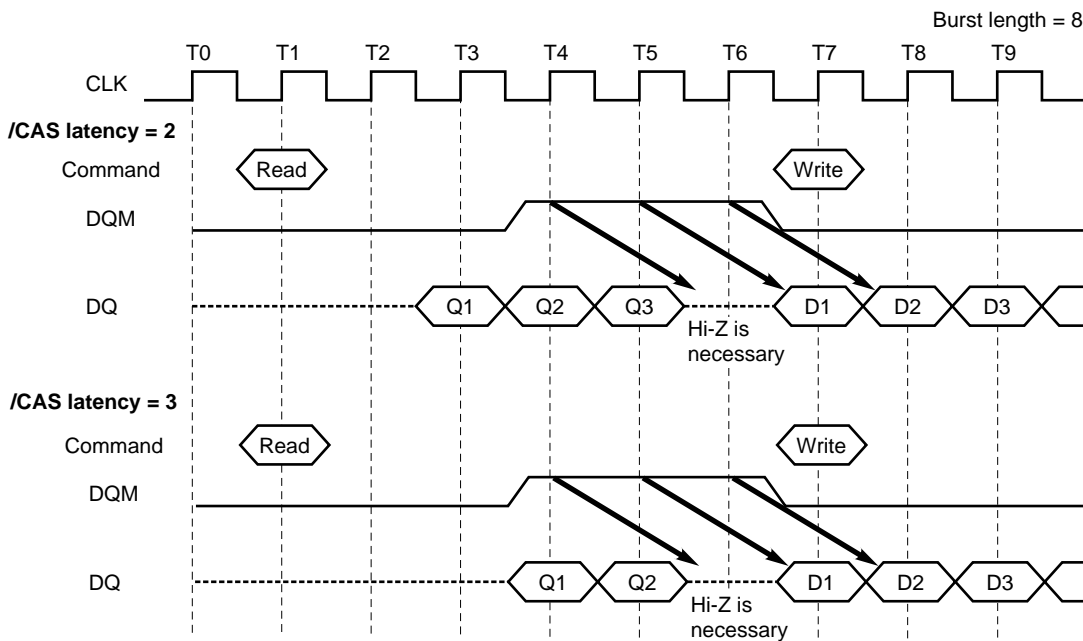 Burst length = 8
T0 T1 T2 T3 T4 T5 T6 T7 T8 T9
CLK
/CAS latency = 2
Command Read Write
DQM
DQ Q1 Q2 Q3 D1 D2 D3
Hi-Z is
necessary
/CAS latency = 3
Command Read Write
DQM
DQ Q1 Q2 D1 D2 D3
Hi-Z is
necessary